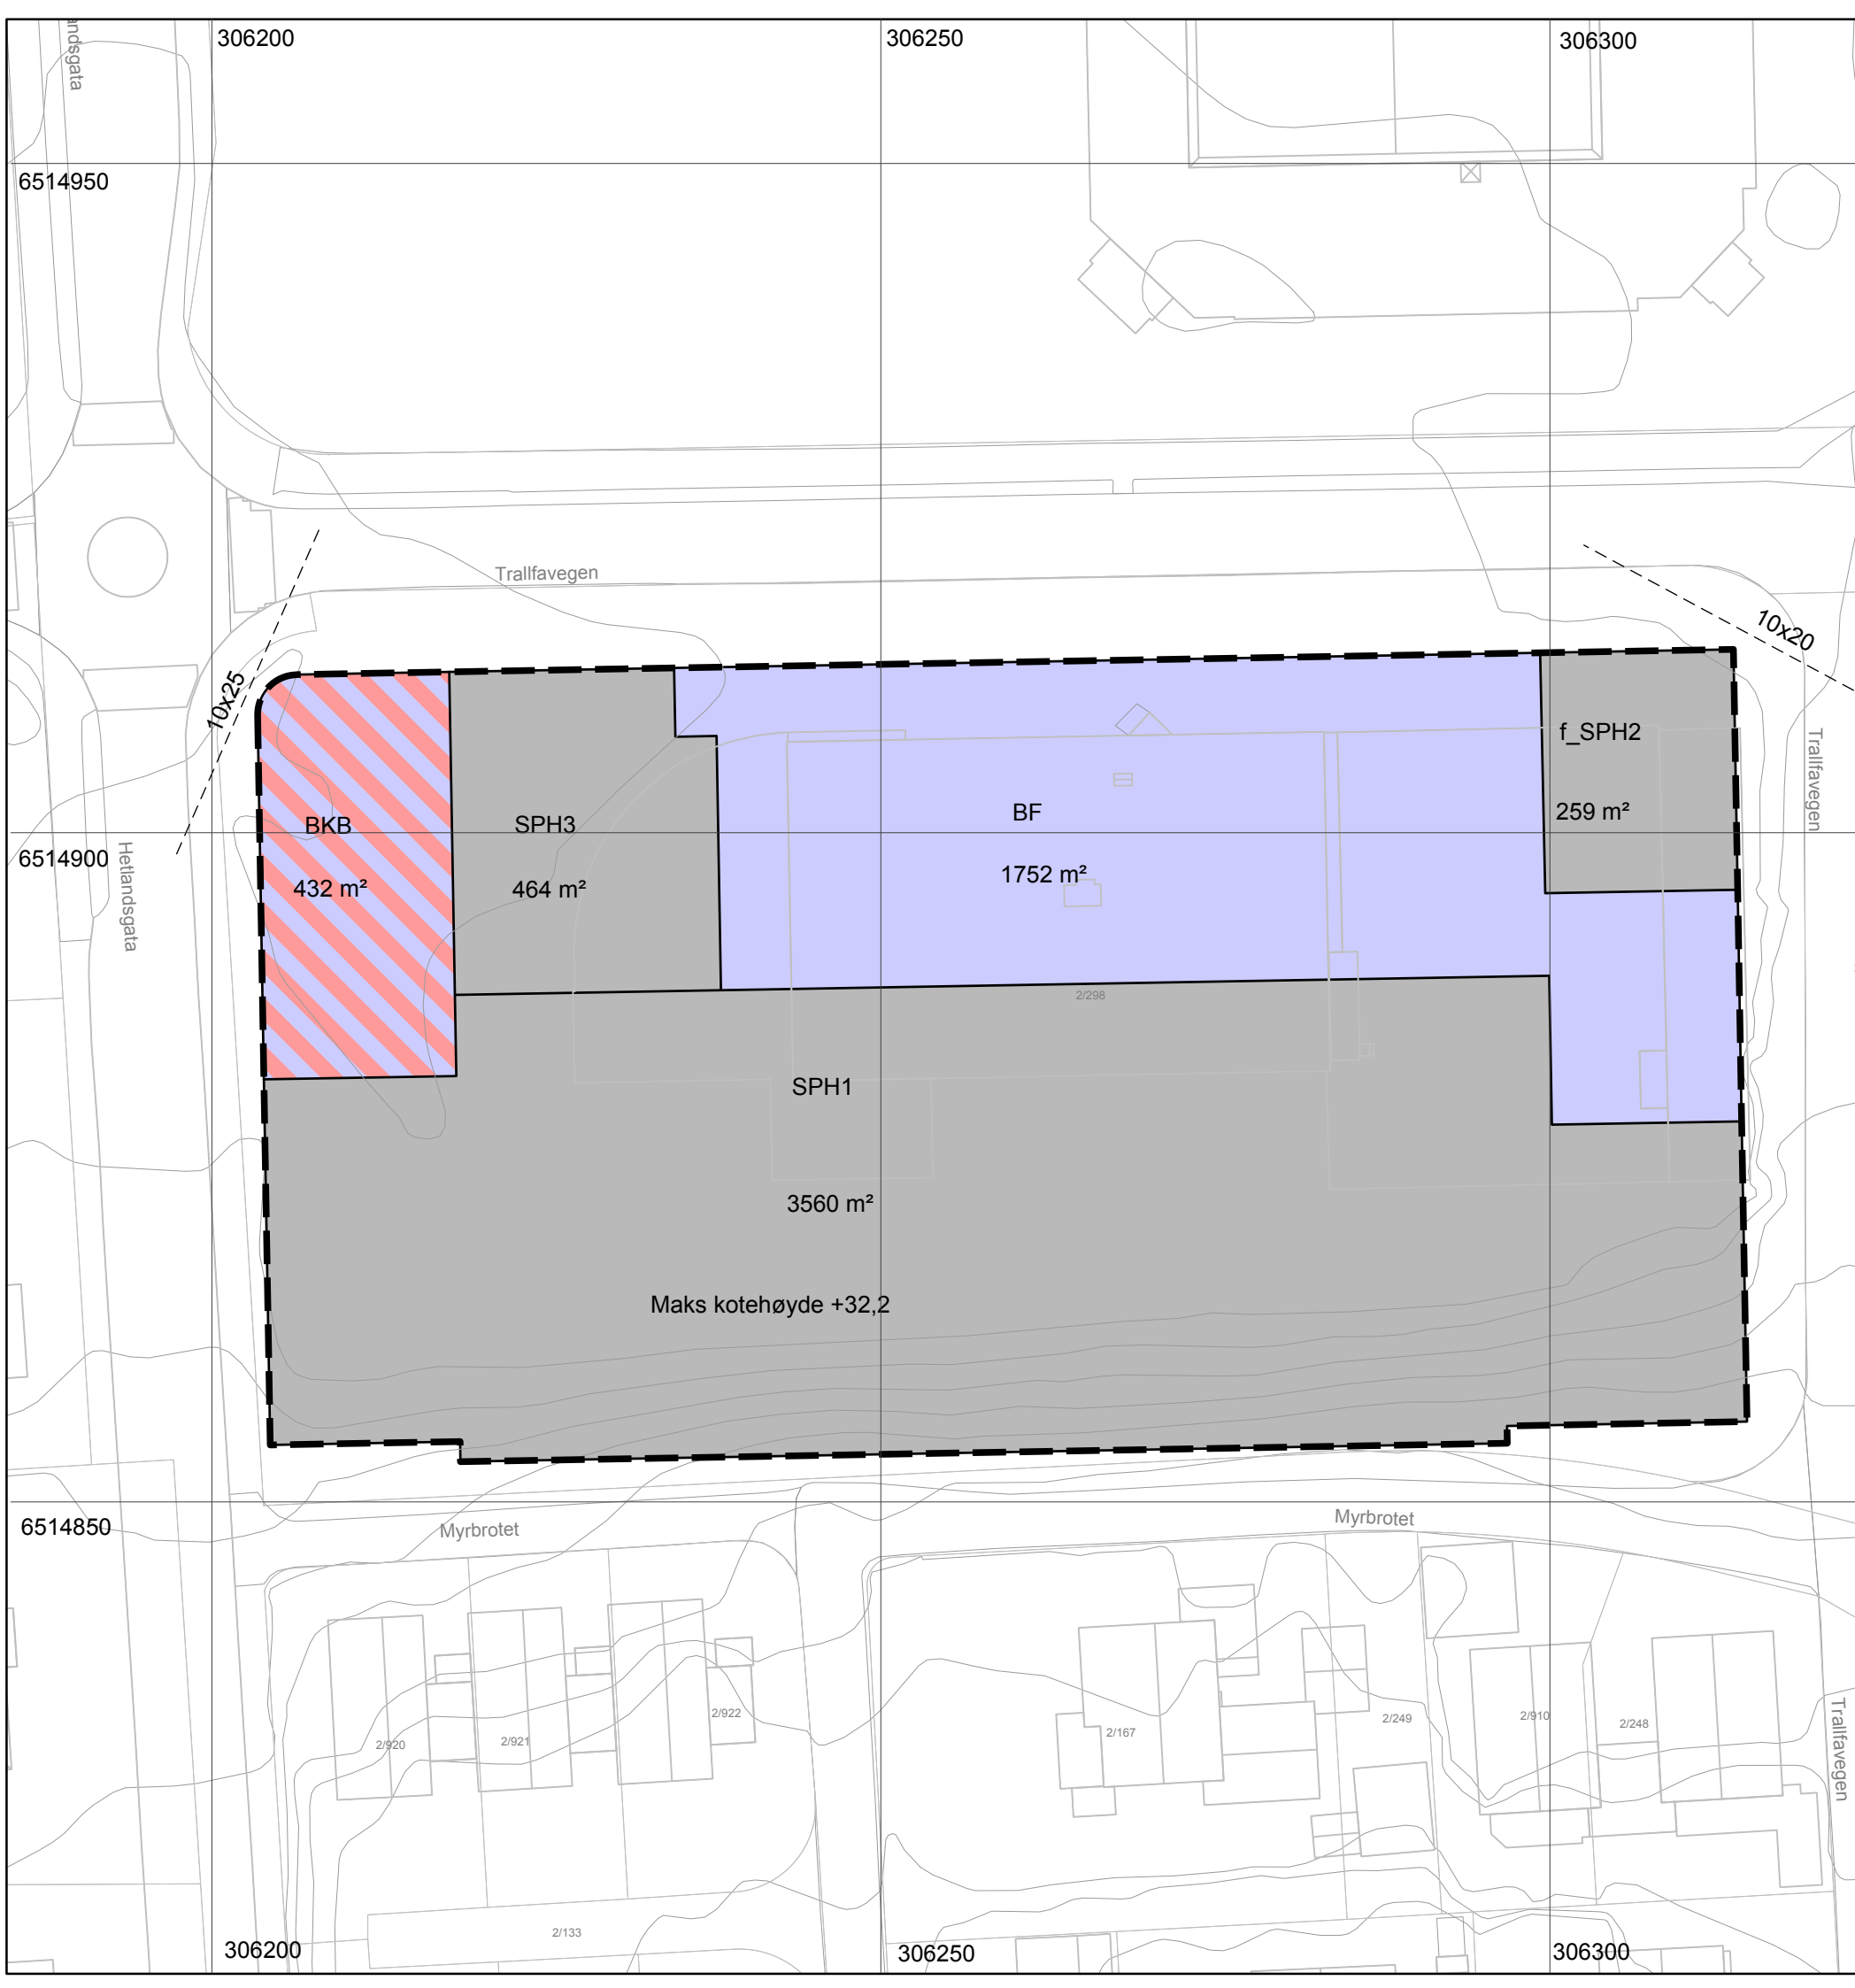 ndsgata
306200
306250
306300
6514950
Trallfavegen
10x20
10x25
f_SPH2
Trallfavegen
259 m²
BF
BKB
SPH3
6514900
Hetlandsgata
1752 m²
432 m²
464 m²
2/298
SPH1
3560 m²
Maks kotehøyde +32,2
6514850
Myrbrotet
Myrbrotet
2/922
2/920
2/921
2/167
2/249
2/910
2/248
Trallfavegen
2/133
306200
306250
306300